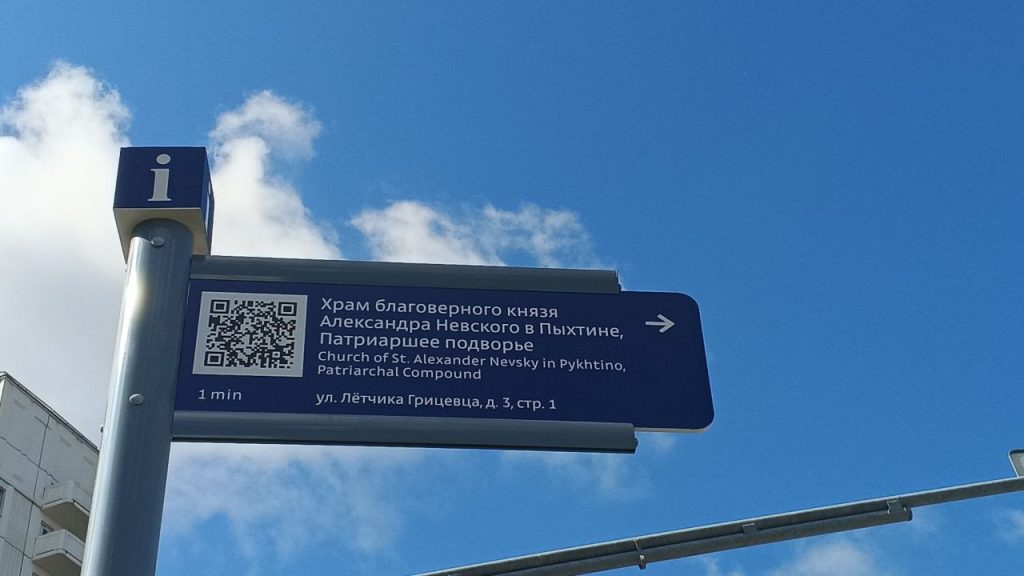 i
Храм благоверного князя
Александра Невского в Пыхтине,
Патриаршее подворье
Church of St. Alexander Nevsky in Pykhtino,
Patriarchal Compound
1 min
ул. Лётчика Грицевца, д. 3, стр. 1